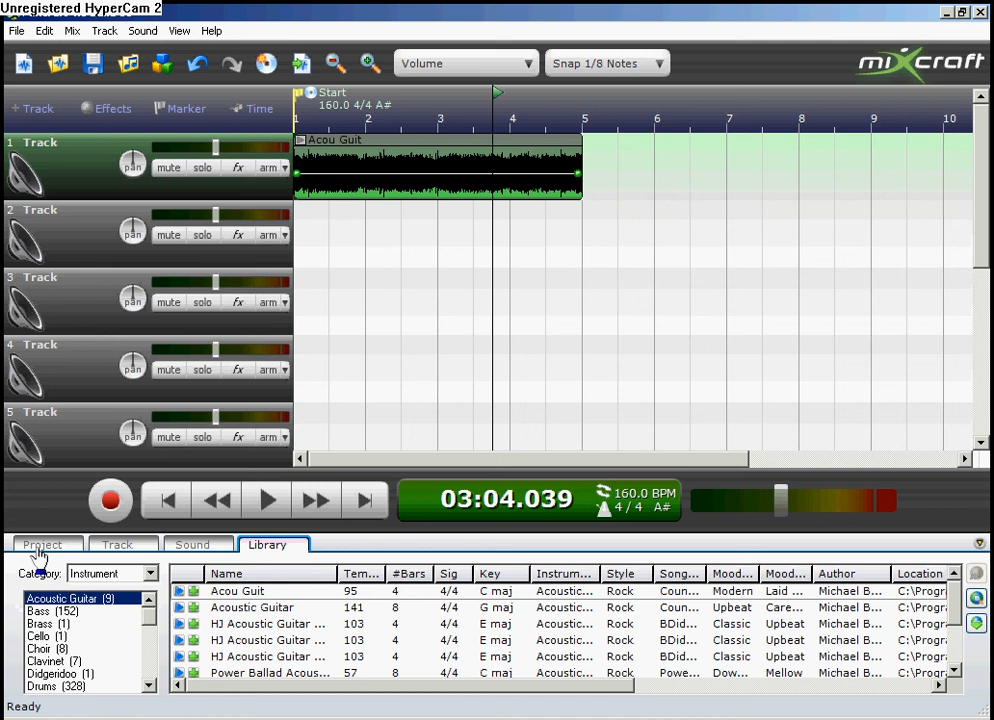 Unregistered HyperCam 2
File Edit Mix Track Sound View Help
Volume Snap 1/8 Notes mixcraft
+ Track Effects Marker Time
Start
160.0 4/4 A#
1 2 3 4 5 6 7 8 9 10
1 Track
Acou Guit
pan mute solo fx arm
2 Track
pan mute solo fx arm
3 Track
pan mute solo fx arm
4 Track
pan mute solo fx arm
5 Track
pan mute solo fx arm
03:04.039 160.0 BPM
4 / 4 A#
Project Track Sound Library
Category: Instrument
Name Tem... #Bars Sig Key Instrum... Style Song... Mood... Mood... Author Location
Acoustic Guitar (9)
Bass (152)
Brass (1)
Cello (1)
Choir (8)
Clavinet (7)
Didgeridoo (1)
Drums (328)
Acou Guit 95 4 4/4 C maj Acoustic... Rock Coun... Modern Laid ... Michael B... C:\Progr
Acoustic Guitar 141 8 4/4 G maj Acoustic... Rock Coun... Upbeat Care... Michael B... C:\Progr
HJ Acoustic Guitar ... 103 4 4/4 E maj Acoustic... Rock BDid... Classic Upbeat Michael B... C:\Progr
HJ Acoustic Guitar ... 103 4 4/4 E maj Acoustic... Rock BDid... Classic Upbeat Michael B... C:\Progr
HJ Acoustic Guitar ... 103 4 4/4 E maj Acoustic... Rock BDid... Classic Upbeat Michael B... C:\Progr
Power Ballad Acous... 57 8 4/4 C maj Acoustic... Rock Powe... Dow... Mellow Michael B... C:\Progr
Ready